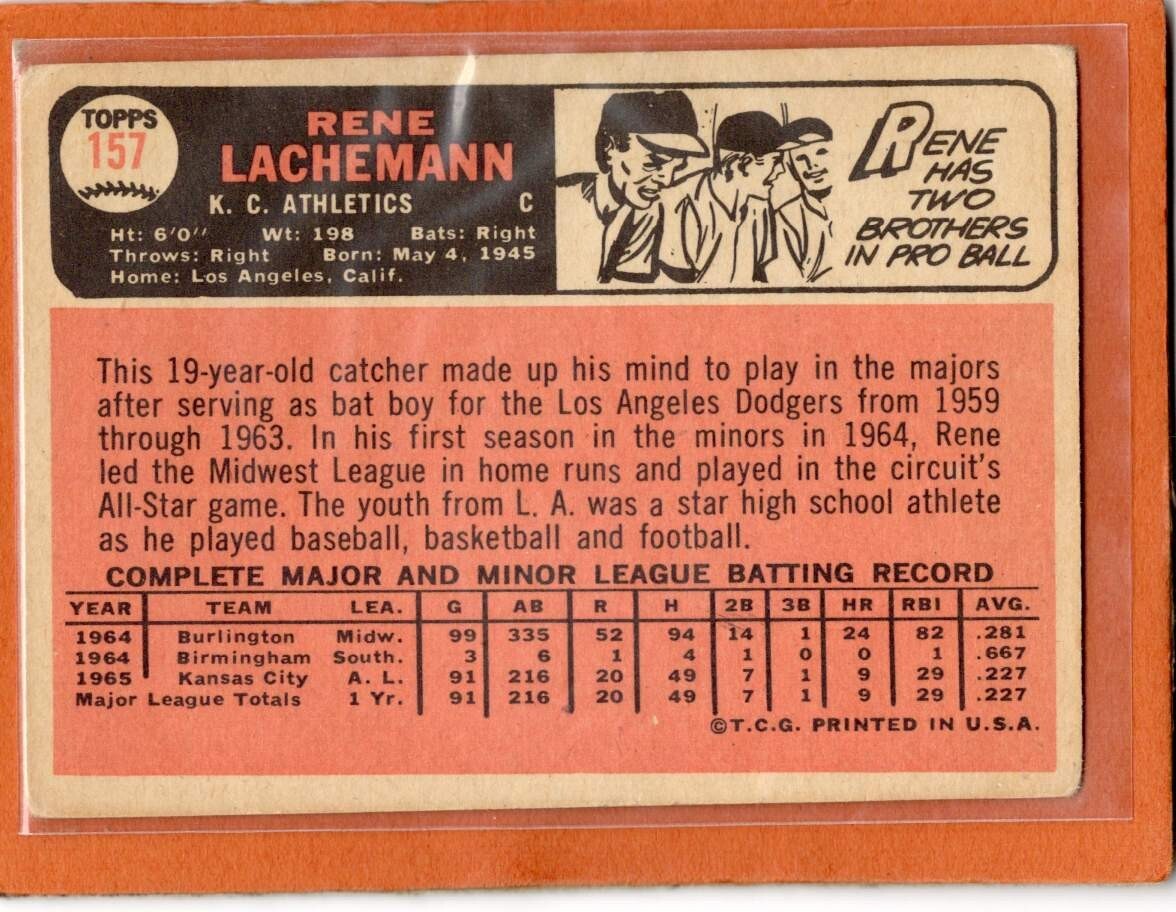 TOPPS
157
RENE
LACHEMANN
K. C. ATHLETICS C
Ht: 6'0" Wt: 198 Bats: Right
Throws: Right Born: May 4, 1945
Home: Los Angeles, Calif.
RENE
HAS
TWO
BROTHERS
IN PRO BALL
This 19-year-old catcher made up his mind to play in the majors
after serving as bat boy for the Los Angeles Dodgers from 1959
through 1963. In his first season in the minors in 1964, Rene
led the Midwest League in home runs and played in the circuit's
All-Star game. The youth from L. A. was a star high school athlete
as he played baseball, basketball and football.
COMPLETE MAJOR AND MINOR LEAGUE BATTING RECORD
YEAR TEAM LEA. G AB R H 2B 3B HR RBI AVG.
1964 Burlington Midw. 99 335 52 94 14 1 24 82 .281
1964 Birmingham South. 3 6 1 4 1 0 0 1 .667
1965 Kansas City A. L. 91 216 20 49 7 1 9 29 .227
Major League Totals 1 Yr. 91 216 20 49 7 1 9 29 .227
©T.C.G. PRINTED IN U.S.A.